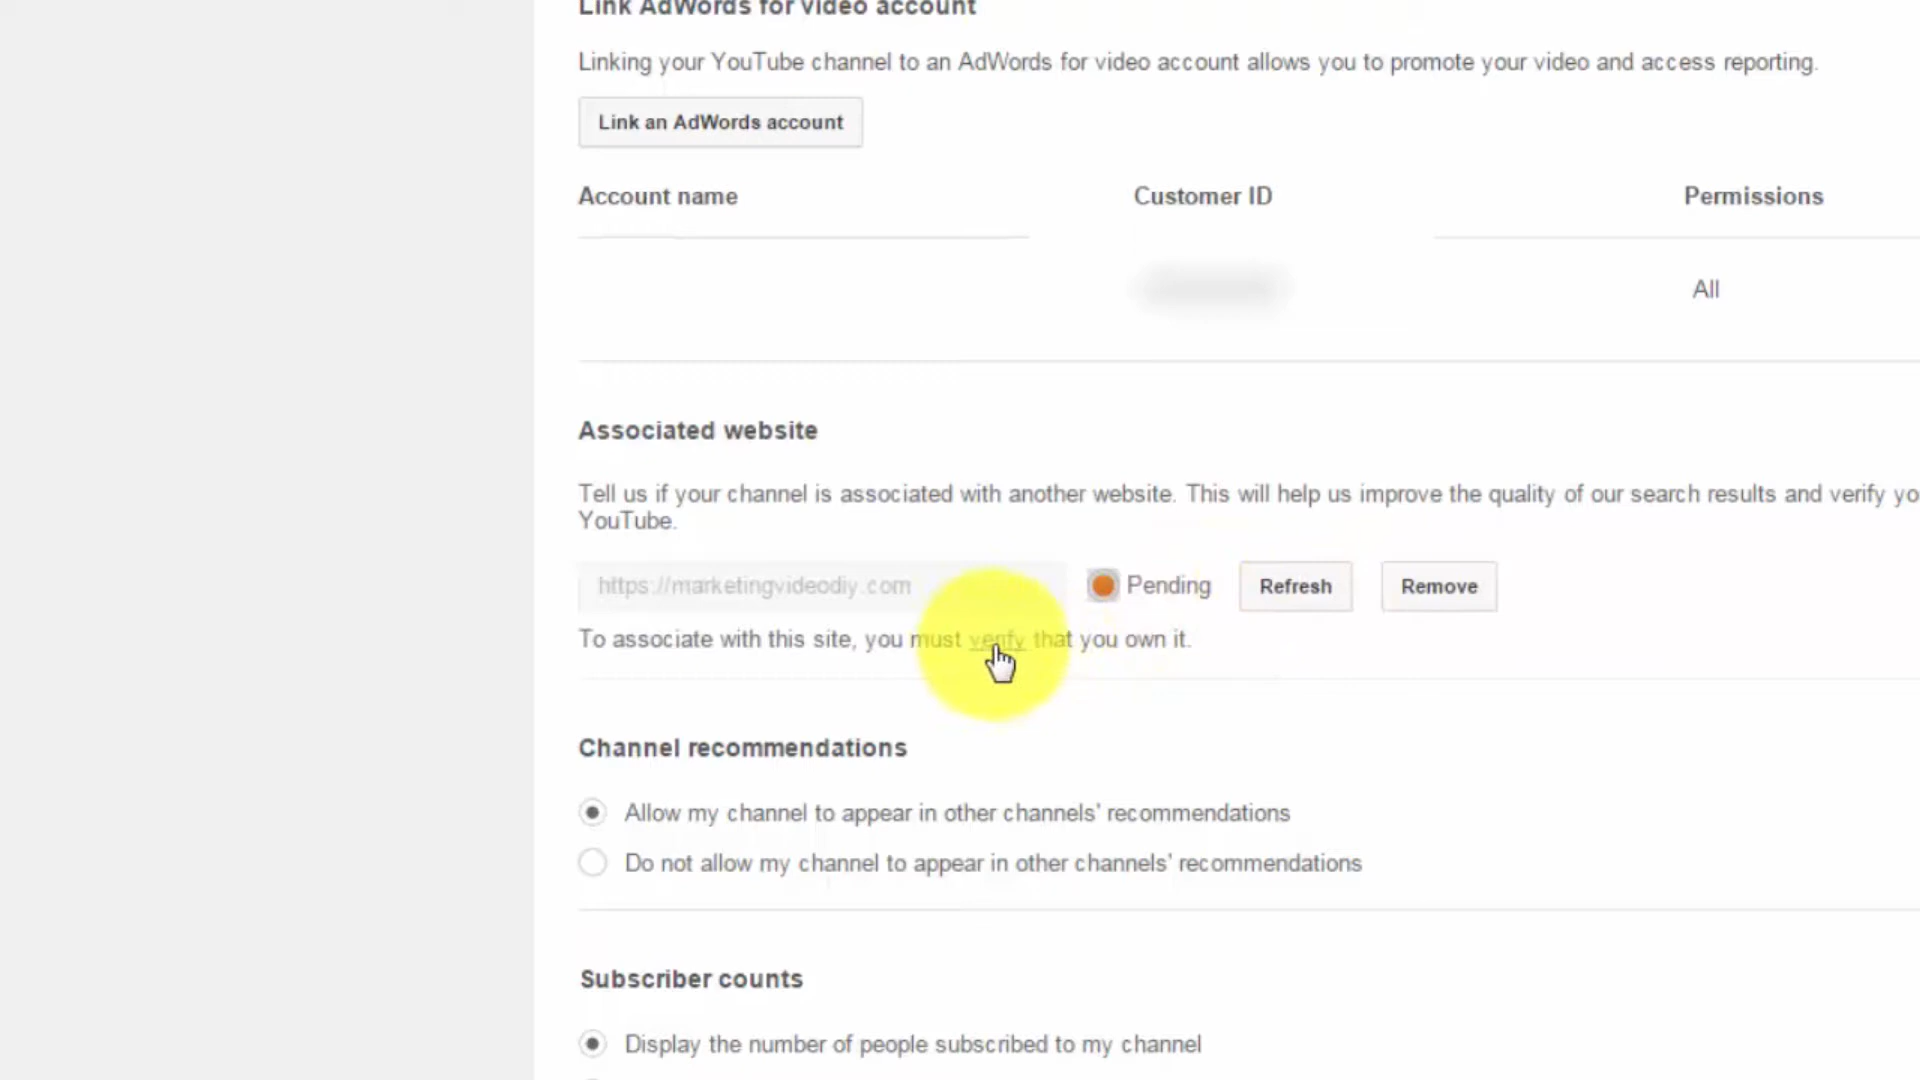 Link AdWords for video account
Linking your YouTube channel to an AdWords for video account allows you to promote your video and access reporting.
Link an AdWords account
Account name Customer ID Permissions
All
Associated website
Tell us if your channel is associated with another website. This will help us improve the quality of our search results and verify yo
YouTube.
https://marketingvideodiy.com Pending Refresh Remove
To associate with this site, you must verify that you own it.
Channel recommendations
Allow my channel to appear in other channels' recommendations
Do not allow my channel to appear in other channels' recommendations
Subscriber counts
Display the number of people subscribed to my channel